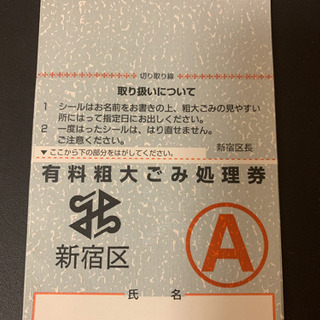 切り取り線
取り扱いについて
1 シールはお名前をお書きの上、粗大ごみの見やすい
所にはって指定日にお出しください。
2 一度はったシールは、はり直せません。
ご注意ください。
新宿区長
▼ここから下の部分をはがしてください。
有料粗大ごみ処理券
新宿区
A
氏 名